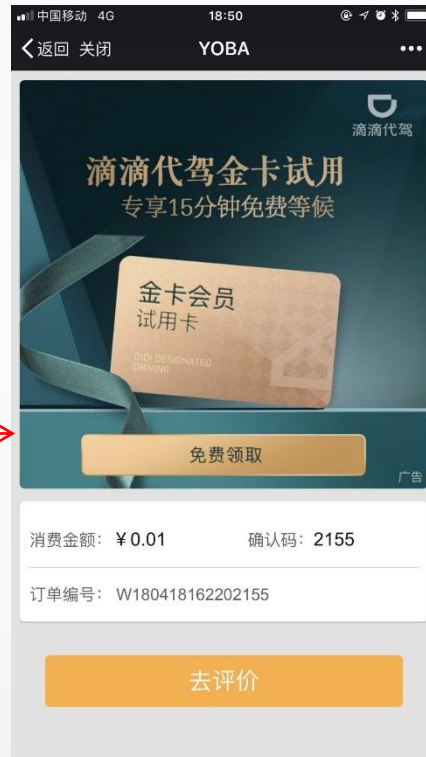 中国移动 4G 18:50
返回 关闭 YOBA
滴滴代驾
滴滴代驾金卡试用
专享15分钟免费等候
金卡会员
试用卡
DIDI DESIGNATED
DRIVING
免费领取
广告
消费金额: ¥0.01 确认码: 2155
订单编号: W180418162202155
去评价